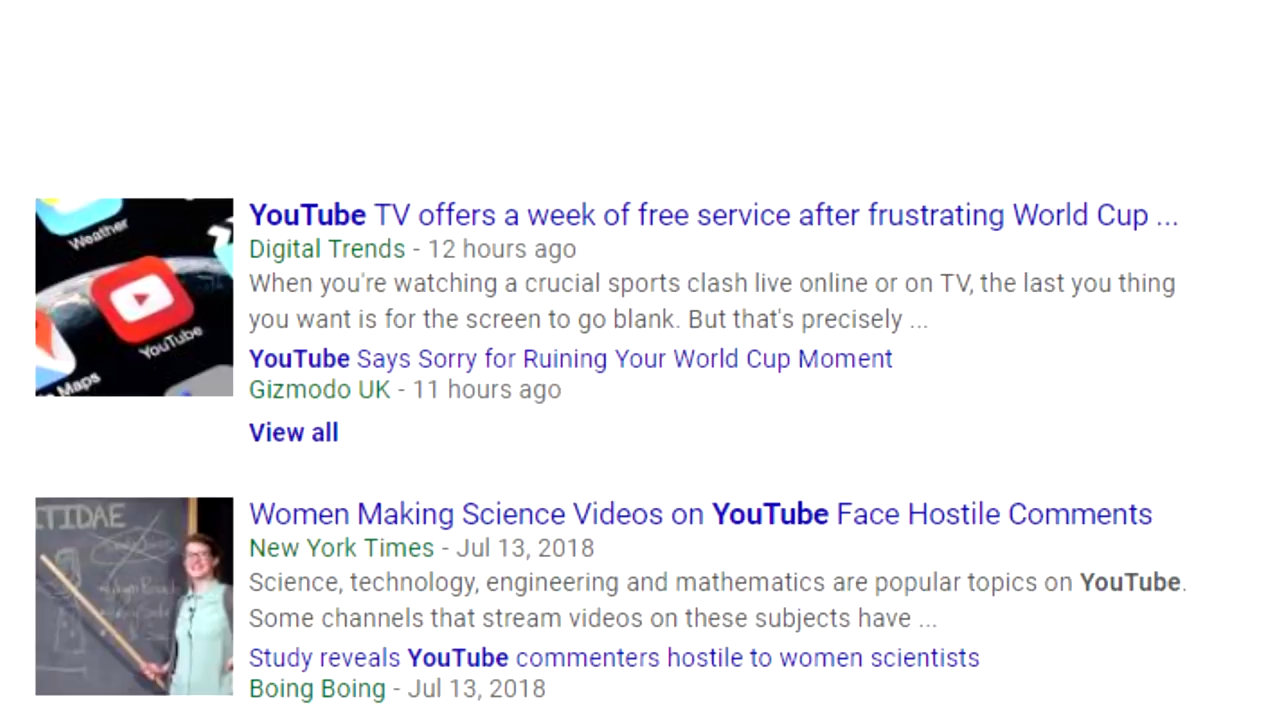 Weather
YouTube
Maps
YouTube TV offers a week of free service after frustrating World Cup ...
Digital Trends - 12 hours ago
When you're watching a crucial sports clash live online or on TV, the last you thing
you want is for the screen to go blank. But that's precisely ...
YouTube Says Sorry for Ruining Your World Cup Moment
Gizmodo UK - 11 hours ago
View all
TIDAE
Women Making Science Videos on YouTube Face Hostile Comments
New York Times - Jul 13, 2018
Science, technology, engineering and mathematics are popular topics on YouTube.
Some channels that stream videos on these subjects have ...
Study reveals YouTube commenters hostile to women scientists
Boing Boing - Jul 13, 2018